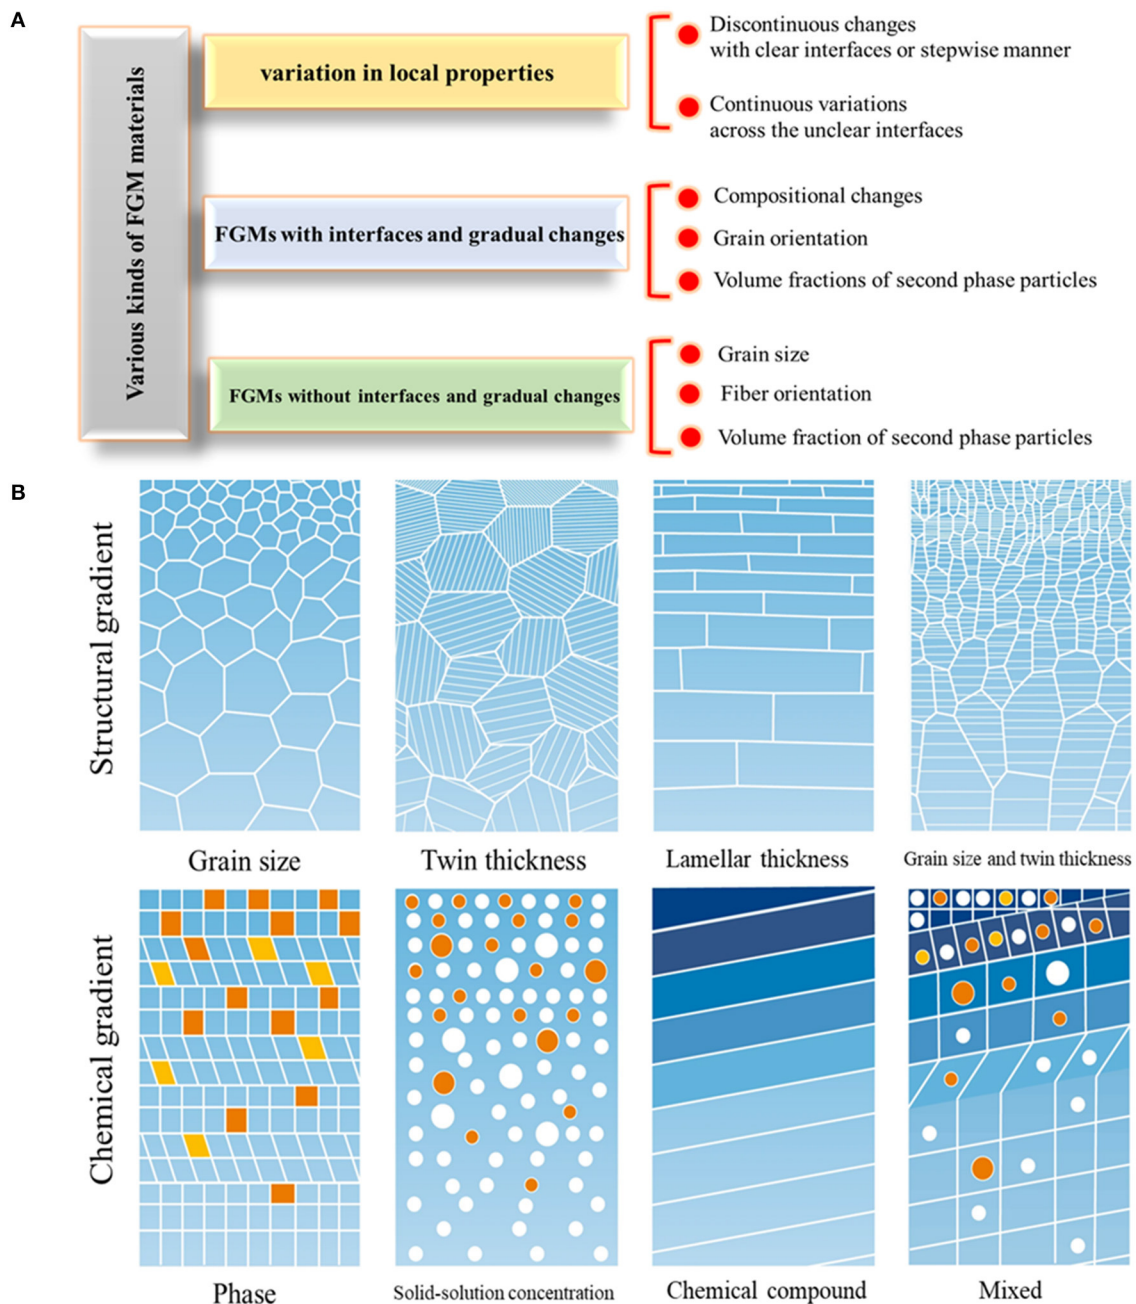 A
Various kinds of FGM materials
variation in local properties
Discontinuous changes
with clear interfaces or stepwise manner
Continuous variations
across the unclear interfaces
FGMs with interfaces and gradual changes
Compositional changes
Grain orientation
Volume fractions of second phase particles
FGMs without interfaces and gradual changes
Grain size
Fiber orientation
Volume fraction of second phase particles
B
Structural gradient
Grain size
Twin thickness
Lamellar thickness
Grain size and twin thickness
Chemical gradient
Phase
Solid-solution concentration
Chemical compound
Mixed